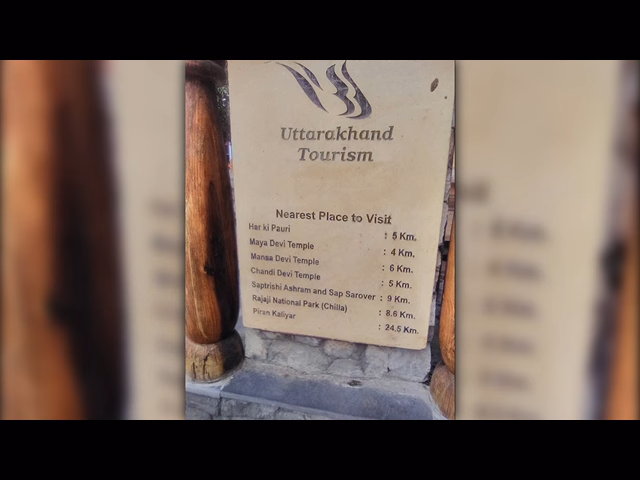 Uttarakhand
Tourism
Nearest Place to Visit
Har ki Pauri : 5 Km.
Maya Devi Temple : 4 Km.
Mansa Devi Temple : 6 Km.
Chandi Devi Temple : 5 Km.
Saptrishi Ashram and Sap Sarover : 9 Km.
Rajaji National Park (Chilla) : 8.6 Km.
Piran Kaliyar : 24.5 Km.